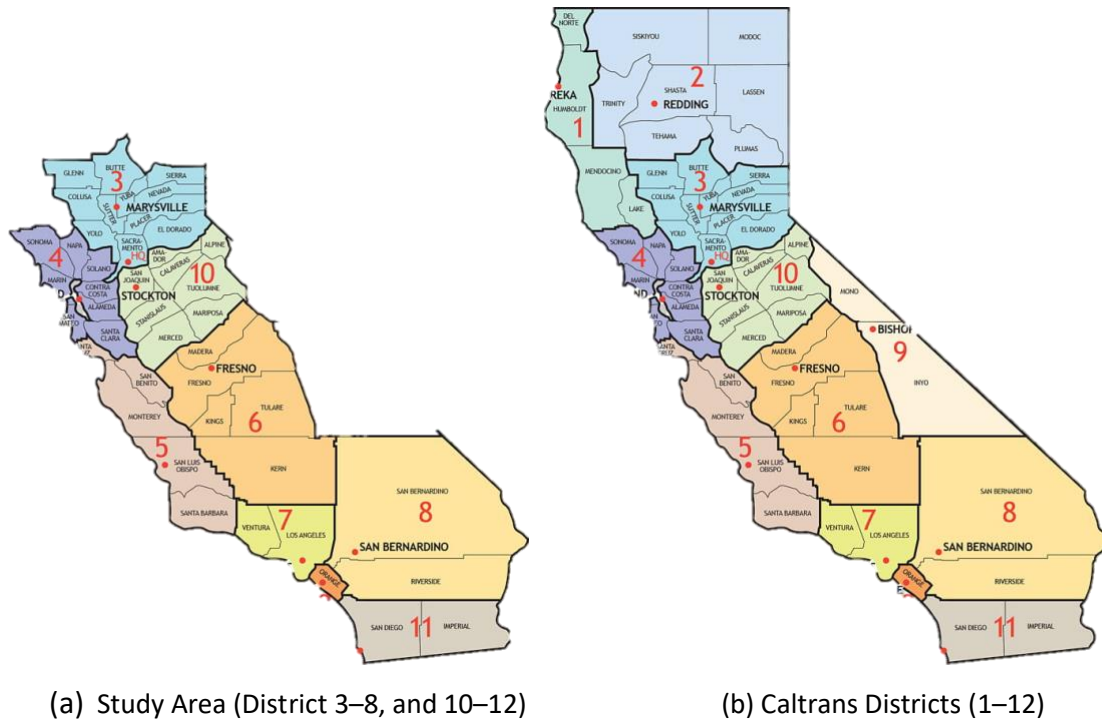 GLENN
BUTTE
3
SIERRA
COLUSA
YUBA
NEVADA
SUTTER
MARYSVILLE
PLACER
YOLO
EL DORADO
SONOMA
NAPA
SACRA-
MENTO
HQ
ALPINE
4
SOLANO
AMA-
DOR
CALAVERAS
MARIN
CONTRA
COSTA
SAN
JOAQUIN
10
TUOLUMNE
STOCKTON
ALAMEDA
STANISLAUS
MARIPOSA
SANTA
CLARA
MERCED
MADERA
SAN
BENITO
FRESNO
FRESNO
MONTEREY
TULARE
KINGS
6
5
SAN LUIS
OBISPO
KERN
SANTA BARBARA
SAN BERNARDINO
7
8
VENTURA
LOS ANGELES
SAN BERNARDINO
ORANGE
RIVERSIDE
SAN DIEGO
11
IMPERIAL
(a) Study Area (District 3–8, and 10–12)
DEL
NORTE
SISKIYOU
MODOC
2
REKA
SHASTA
REDDING
LASSEN
HUMBOLDT
TRINITY
1
TEHAMA
PLUMAS
MENDOCINO
LAKE
GLENN
BUTTE
3
SIERRA
COLUSA
YUBA
NEVADA
SUTTER
MARYSVILLE
PLACER
YOLO
EL DORADO
SONOMA
NAPA
SACRA-
MENTO
HQ
ALPINE
4
SOLANO
AMA-
DOR
CALAVERAS
MARIN
CONTRA
COSTA
SAN
JOAQUIN
10
TUOLUMNE
MONO
STOCKTON
ALAMEDA
STANISLAUS
MARIPOSA
SANTA
CLARA
MERCED
BISHO
9
MADERA
SAN
BENITO
FRESNO
FRESNO
INYO
MONTEREY
TULARE
KINGS
6
5
SAN LUIS
OBISPO
KERN
SANTA BARBARA
SAN BERNARDINO
7
8
VENTURA
LOS ANGELES
SAN BERNARDINO
ORANGE
RIVERSIDE
SAN DIEGO
11
IMPERIAL
(b) Caltrans Districts (1–12)